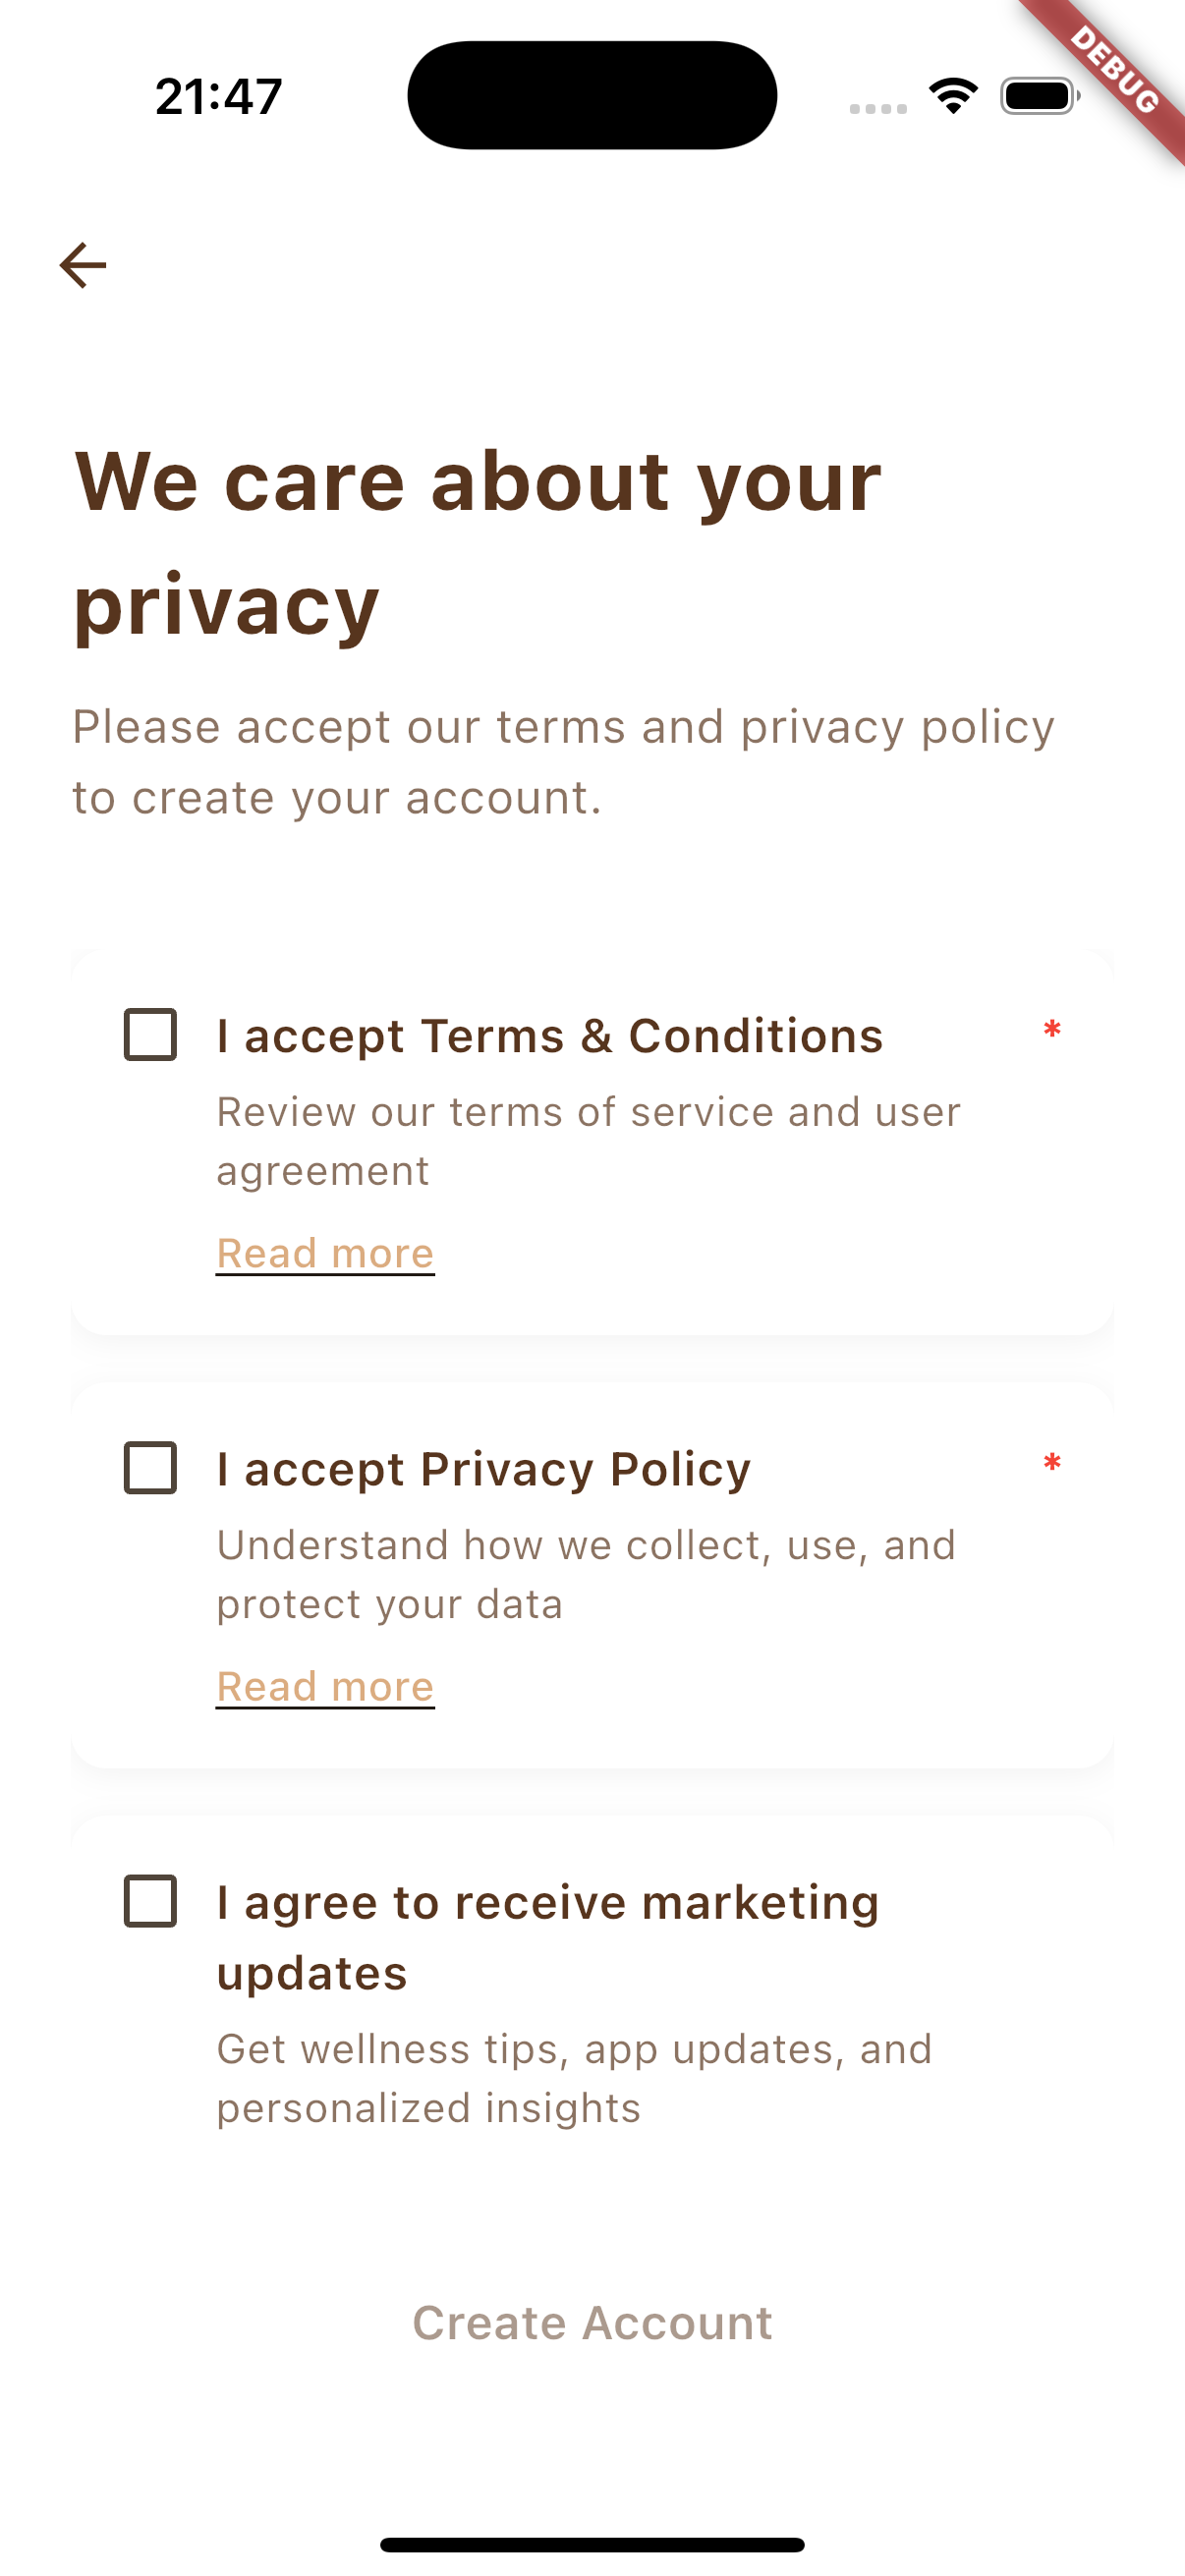 21:47
DEBUG
We care about your
privacy
Please accept our terms and privacy policy
to create your account.
I accept Terms & Conditions *
Review our terms of service and user
agreement
Read more
I accept Privacy Policy *
Understand how we collect, use, and
protect your data
Read more
I agree to receive marketing
updates
Get wellness tips, app updates, and
personalized insights
Create Account